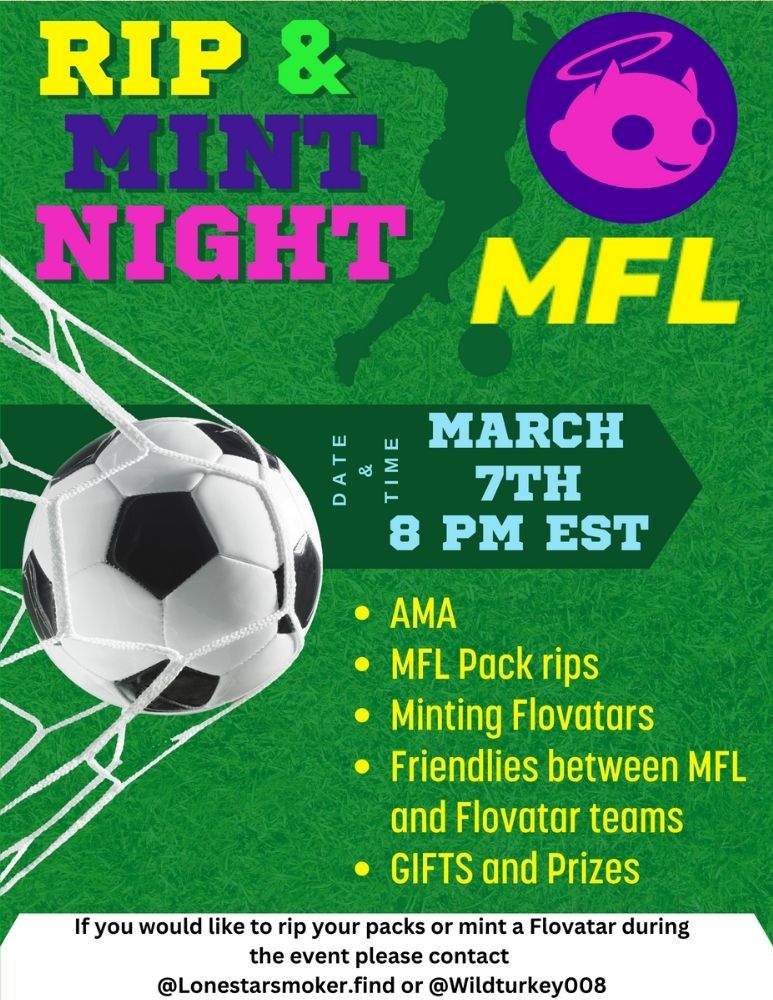 RIP &
MINT
NIGHT
MFL
DATE
&
TIME
MARCH
7TH
8 PM EST
• AMA
• MFL Pack rips
• Minting Flovatars
• Friendlies between MFL
and Flovatar teams
• GIFTS and Prizes
If you would like to rip your packs or mint a Flovatar during
the event please contact
@Lonestarsmoker.find or @Wildturkey008